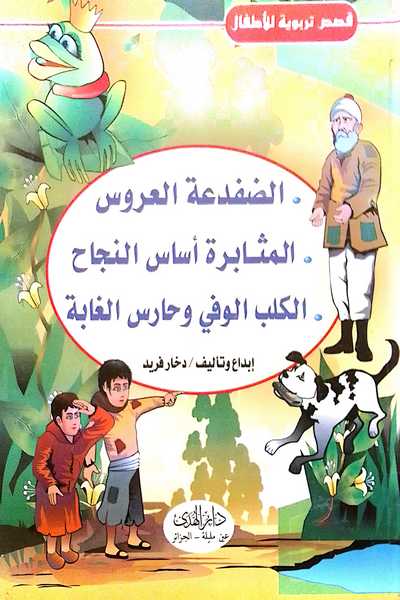 قصص تربوية للأطفال
. الضفدعة العروس
. المثابرة أساس النجاح
. الكلب الوفي وحارس الغابة
إبداع وتاليف / دخار فريد
دار الهدى
عين مليلة - الجزائر